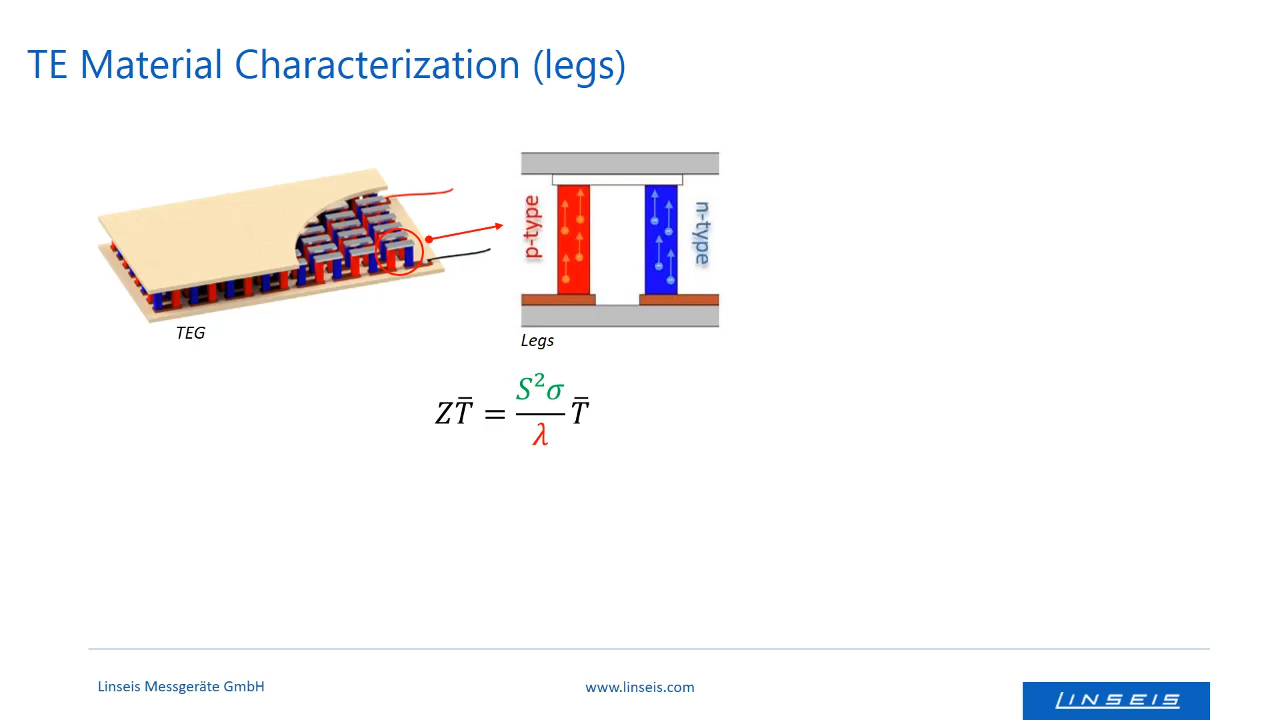 TE Material Characterization (legs)
p-type
n-type
TEG
Legs
ZT̿ = S²σ/λ T̿
Linseis Messgeräte GmbH
www.linseis.com
LINSEIS